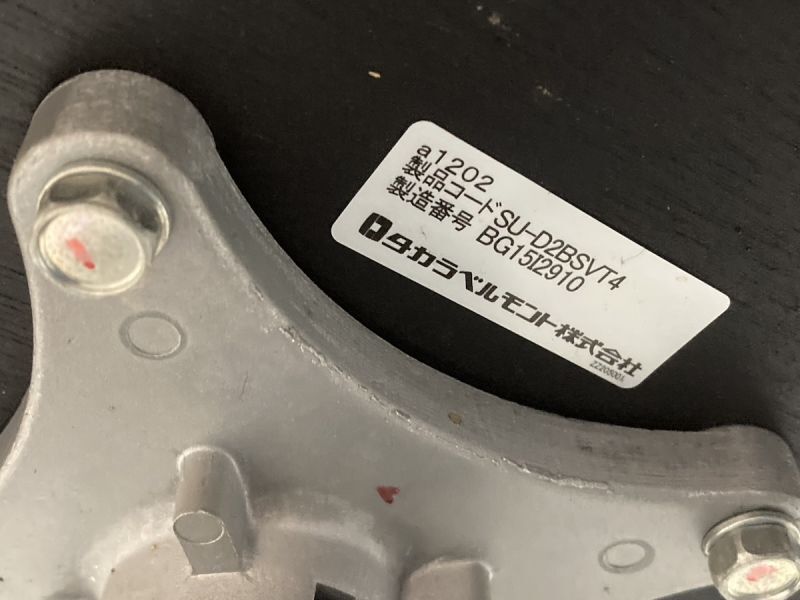 a1202
製品コードSU-D2BSVT4
製造番号 BG15I2910
タカラベルモント株式会社